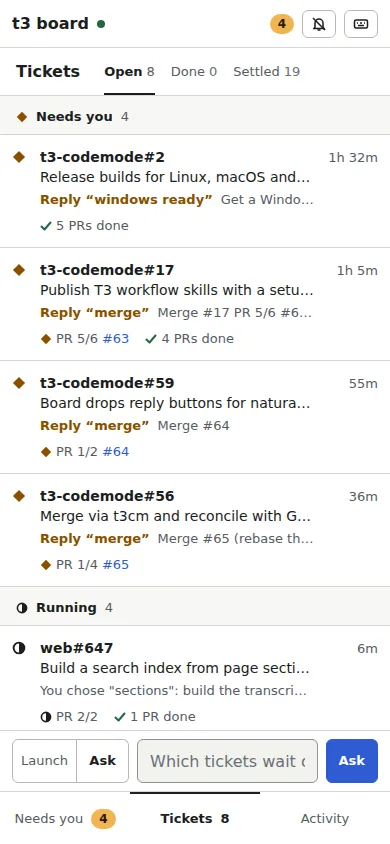 t3 board
4
Tickets
Open 8
Done 0
Settled 19
Needs you 4
t3-codemode#2
1h 32m
Release builds for Linux, macOS and…
Reply “windows ready” Get a Windo…
5 PRs done
t3-codemode#17
1h 5m
Publish T3 workflow skills with a setu…
Reply “merge” Merge #17 PR 5/6 #6…
PR 5/6 #63
4 PRs done
t3-codemode#59
55m
Board drops reply buttons for natura…
Reply “merge” Merge #64
PR 1/2 #64
t3-codemode#56
36m
Merge via t3cm and reconcile with G…
Reply “merge” Merge #65 (rebase th…
PR 1/4 #65
Running 4
web#647
6m
Build a search index from page secti…
You chose "sections": build the transcri…
PR 2/2
1 PR done
Launch
Ask
Which tickets wait
Ask
Needs you 4
Tickets 8
Activity